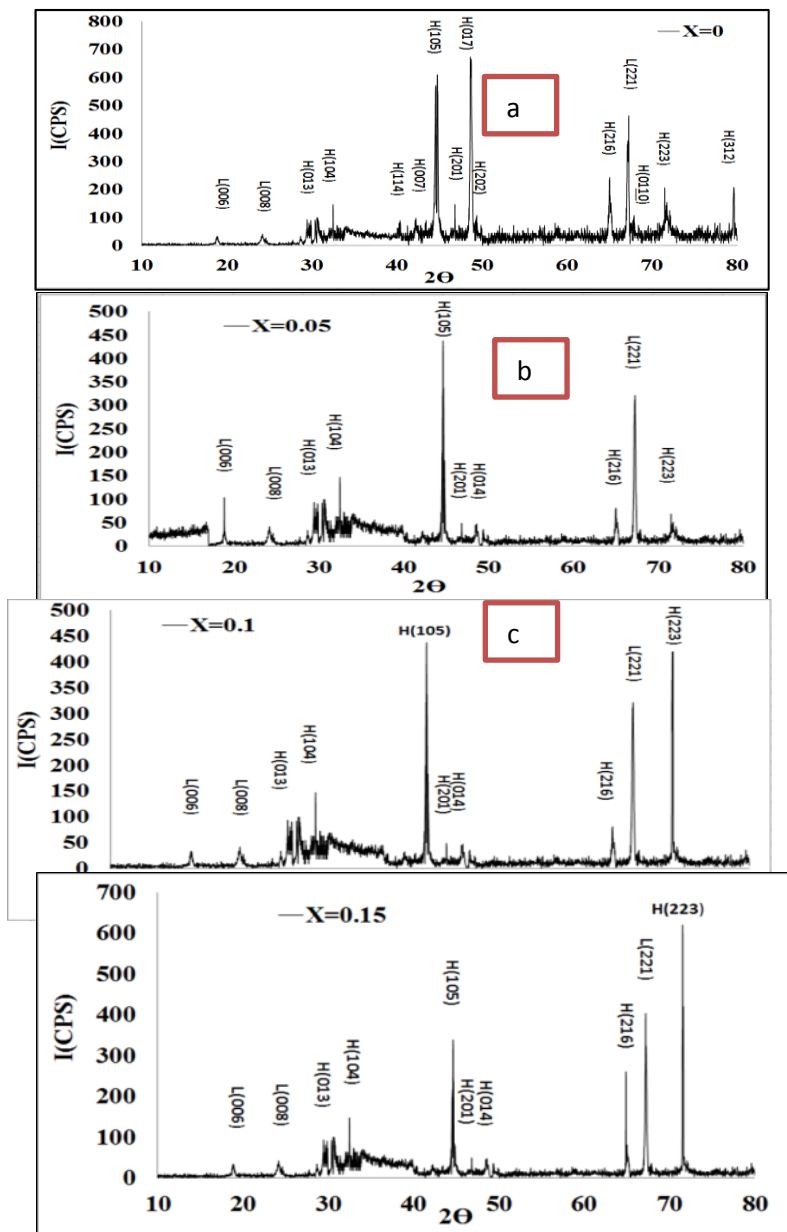 800
700
600
500
400
300
200
100
0
I(CPS)
X=0
a
L(006)
L(008)
H(013)
H(104)
H(114)
H(007)
H(105)
H(201)
H(017)
H(202)
H(216)
L(221)
H(0110)
H(223)
H(312)
10 20 30 40 50 60 70 80
2Ө
500
450
400
350
300
250
200
150
100
50
0
I(CPS)
X=0.05
b
L(006)
L(008)
H(013)
H(104)
H(105)
H(201)
H(014)
H(216)
L(221)
H(223)
10 20 30 40 50 60 70 80
2Ө
500
450
400
350
300
250
200
150
100
50
0
I(CPS)
X=0.1
c
L(006)
L(008)
H(013)
H(104)
H(105)
H(201)
H(014)
H(216)
L(221)
H(223)
700
600
500
400
300
200
100
0
I(CPS)
X=0.15
L(006)
L(008)
H(013)
H(104)
H(105)
H(201)
H(014)
H(216)
L(221)
H(223)
10 20 30 40 50 60 70 80
2Ө